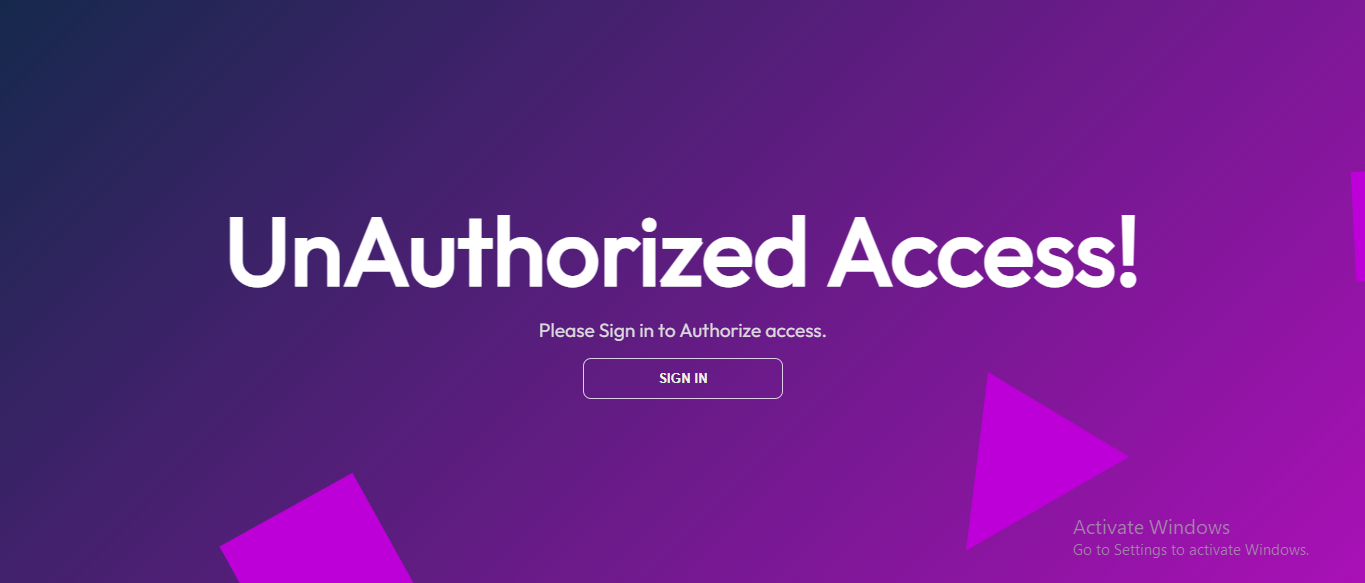 UnAuthorized Access!
Please Sign in to Authorize access.
SIGN IN
Activate Windows
Go to Settings to activate Windows.